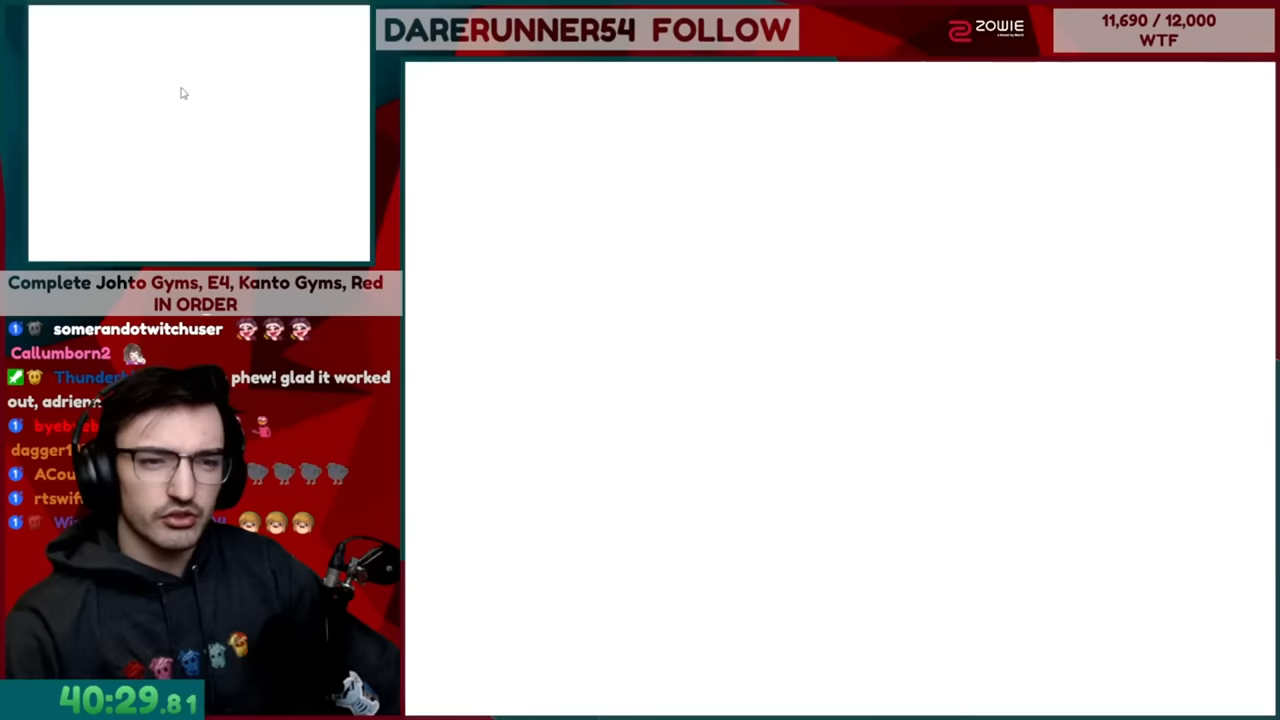 DARERUNNER54 FOLLOW
ZOWIE
11,690 / 12,000
WTF
Complete Johto Gyms, E4, Kanto Gyms, Red
IN ORDER
somerandotwitchuser
Callumborn2
phew! glad it worked
out,
40:29.81